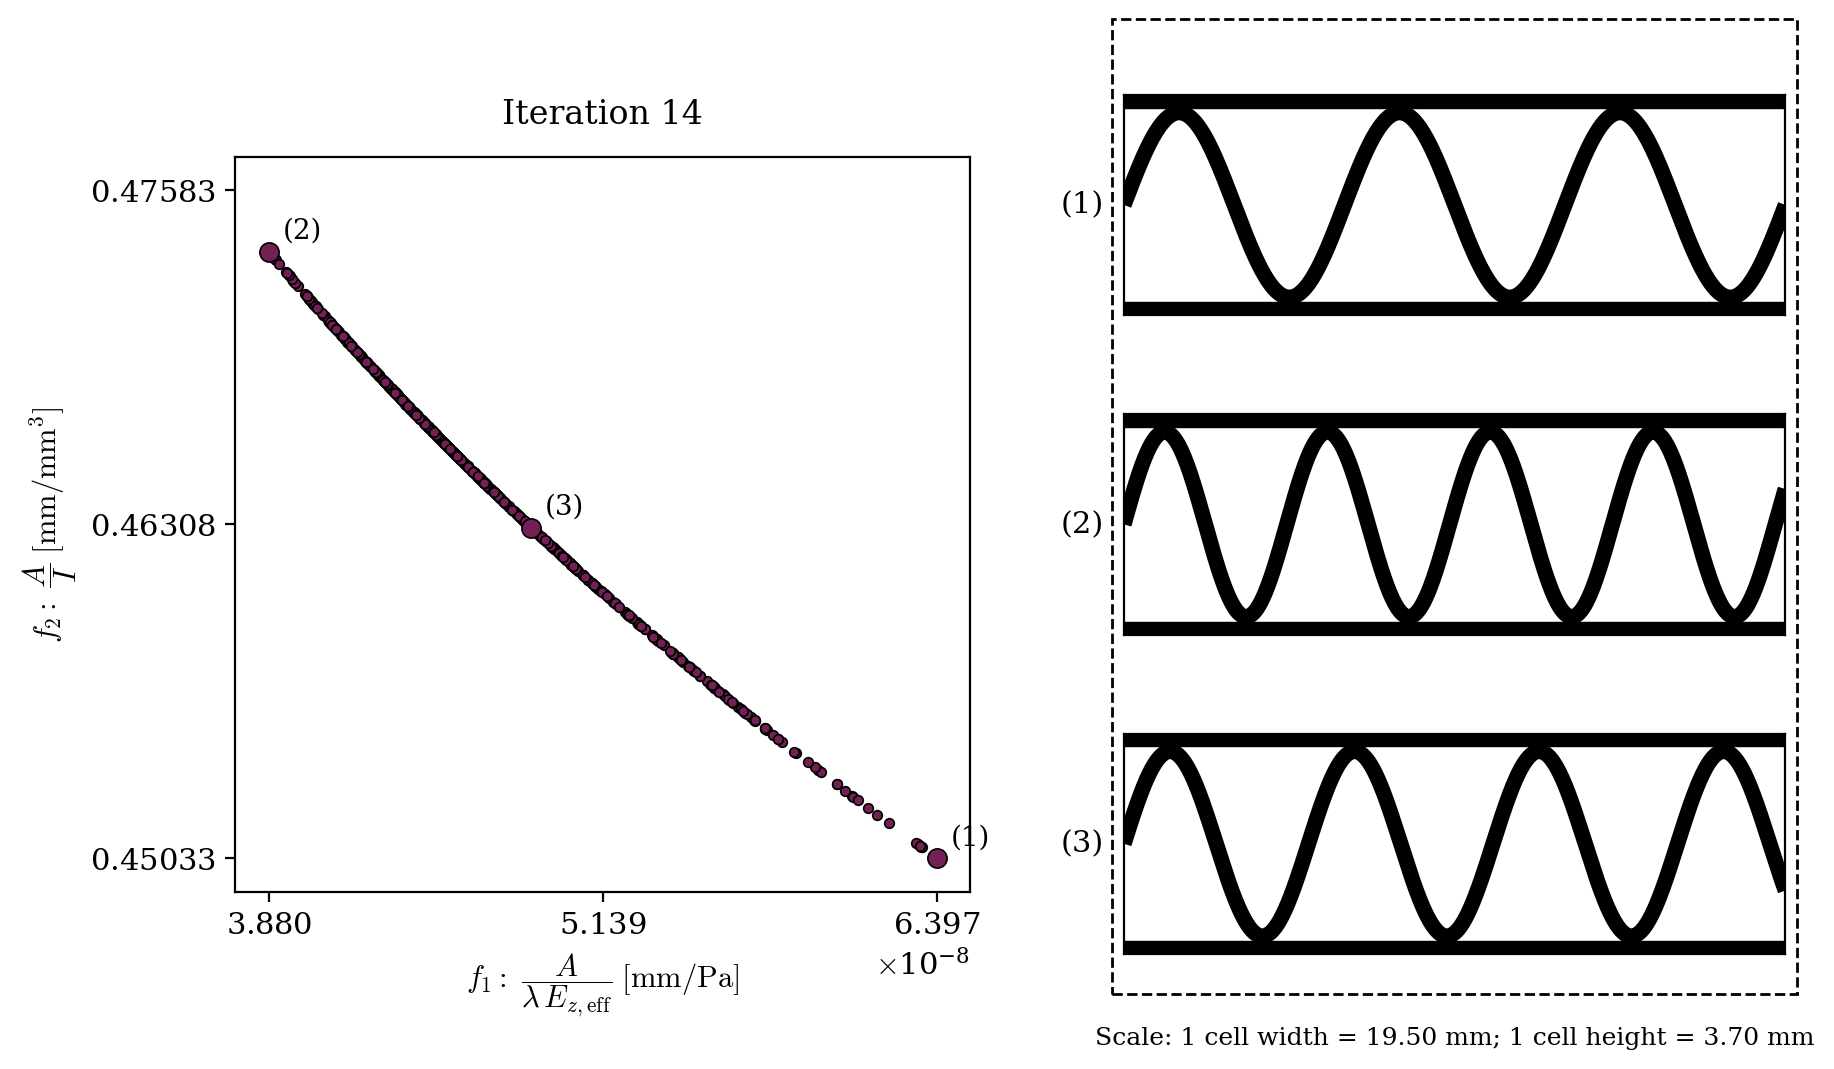 Iteration 14
0.47583
0.46308
0.45033
f₂ : A/I [mm/mm³]
(2)
(3)
(1)
3.880 5.139 6.397
×10⁻⁸
f₁ : A/(λ E_z,eff) [mm/Pa]
(1)
(2)
(3)
Scale: 1 cell width = 19.50 mm; 1 cell height = 3.70 mm